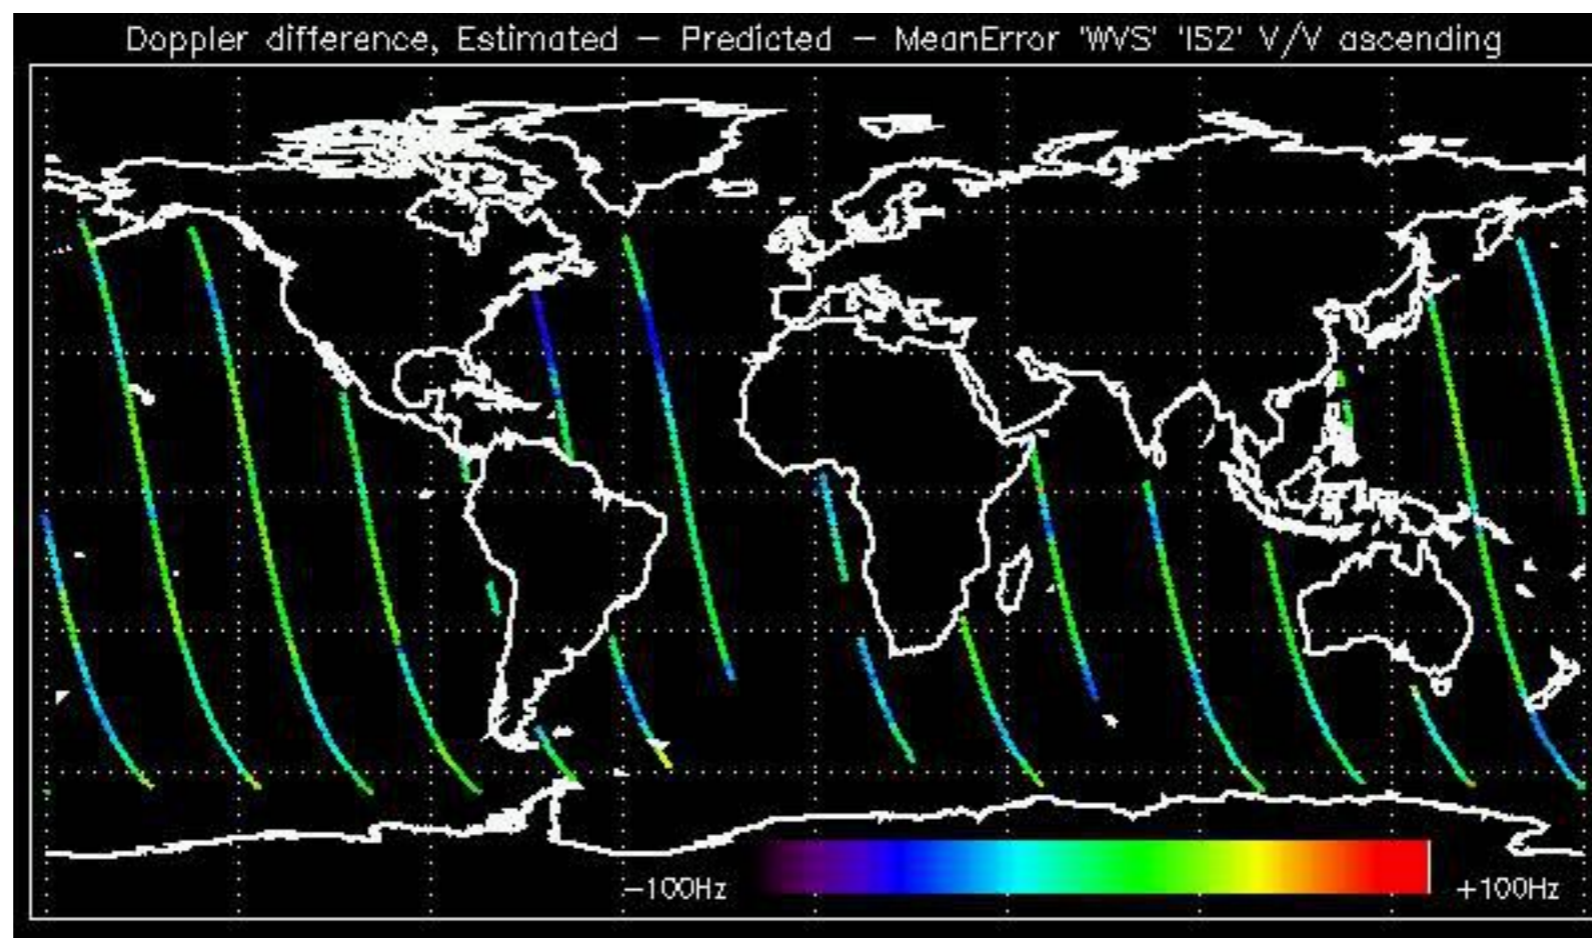 Doppler difference, Estimated – Predicted – MeanError 'WVS' 'IS2' V/V ascending
–100Hz
+100Hz